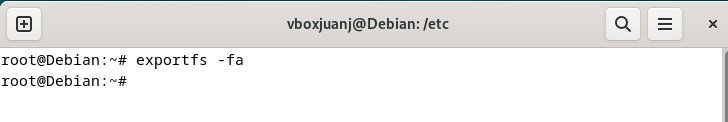 vboxjuanj@Debian: /etc
root@Debian:~# exportfs -fa
root@Debian:~#